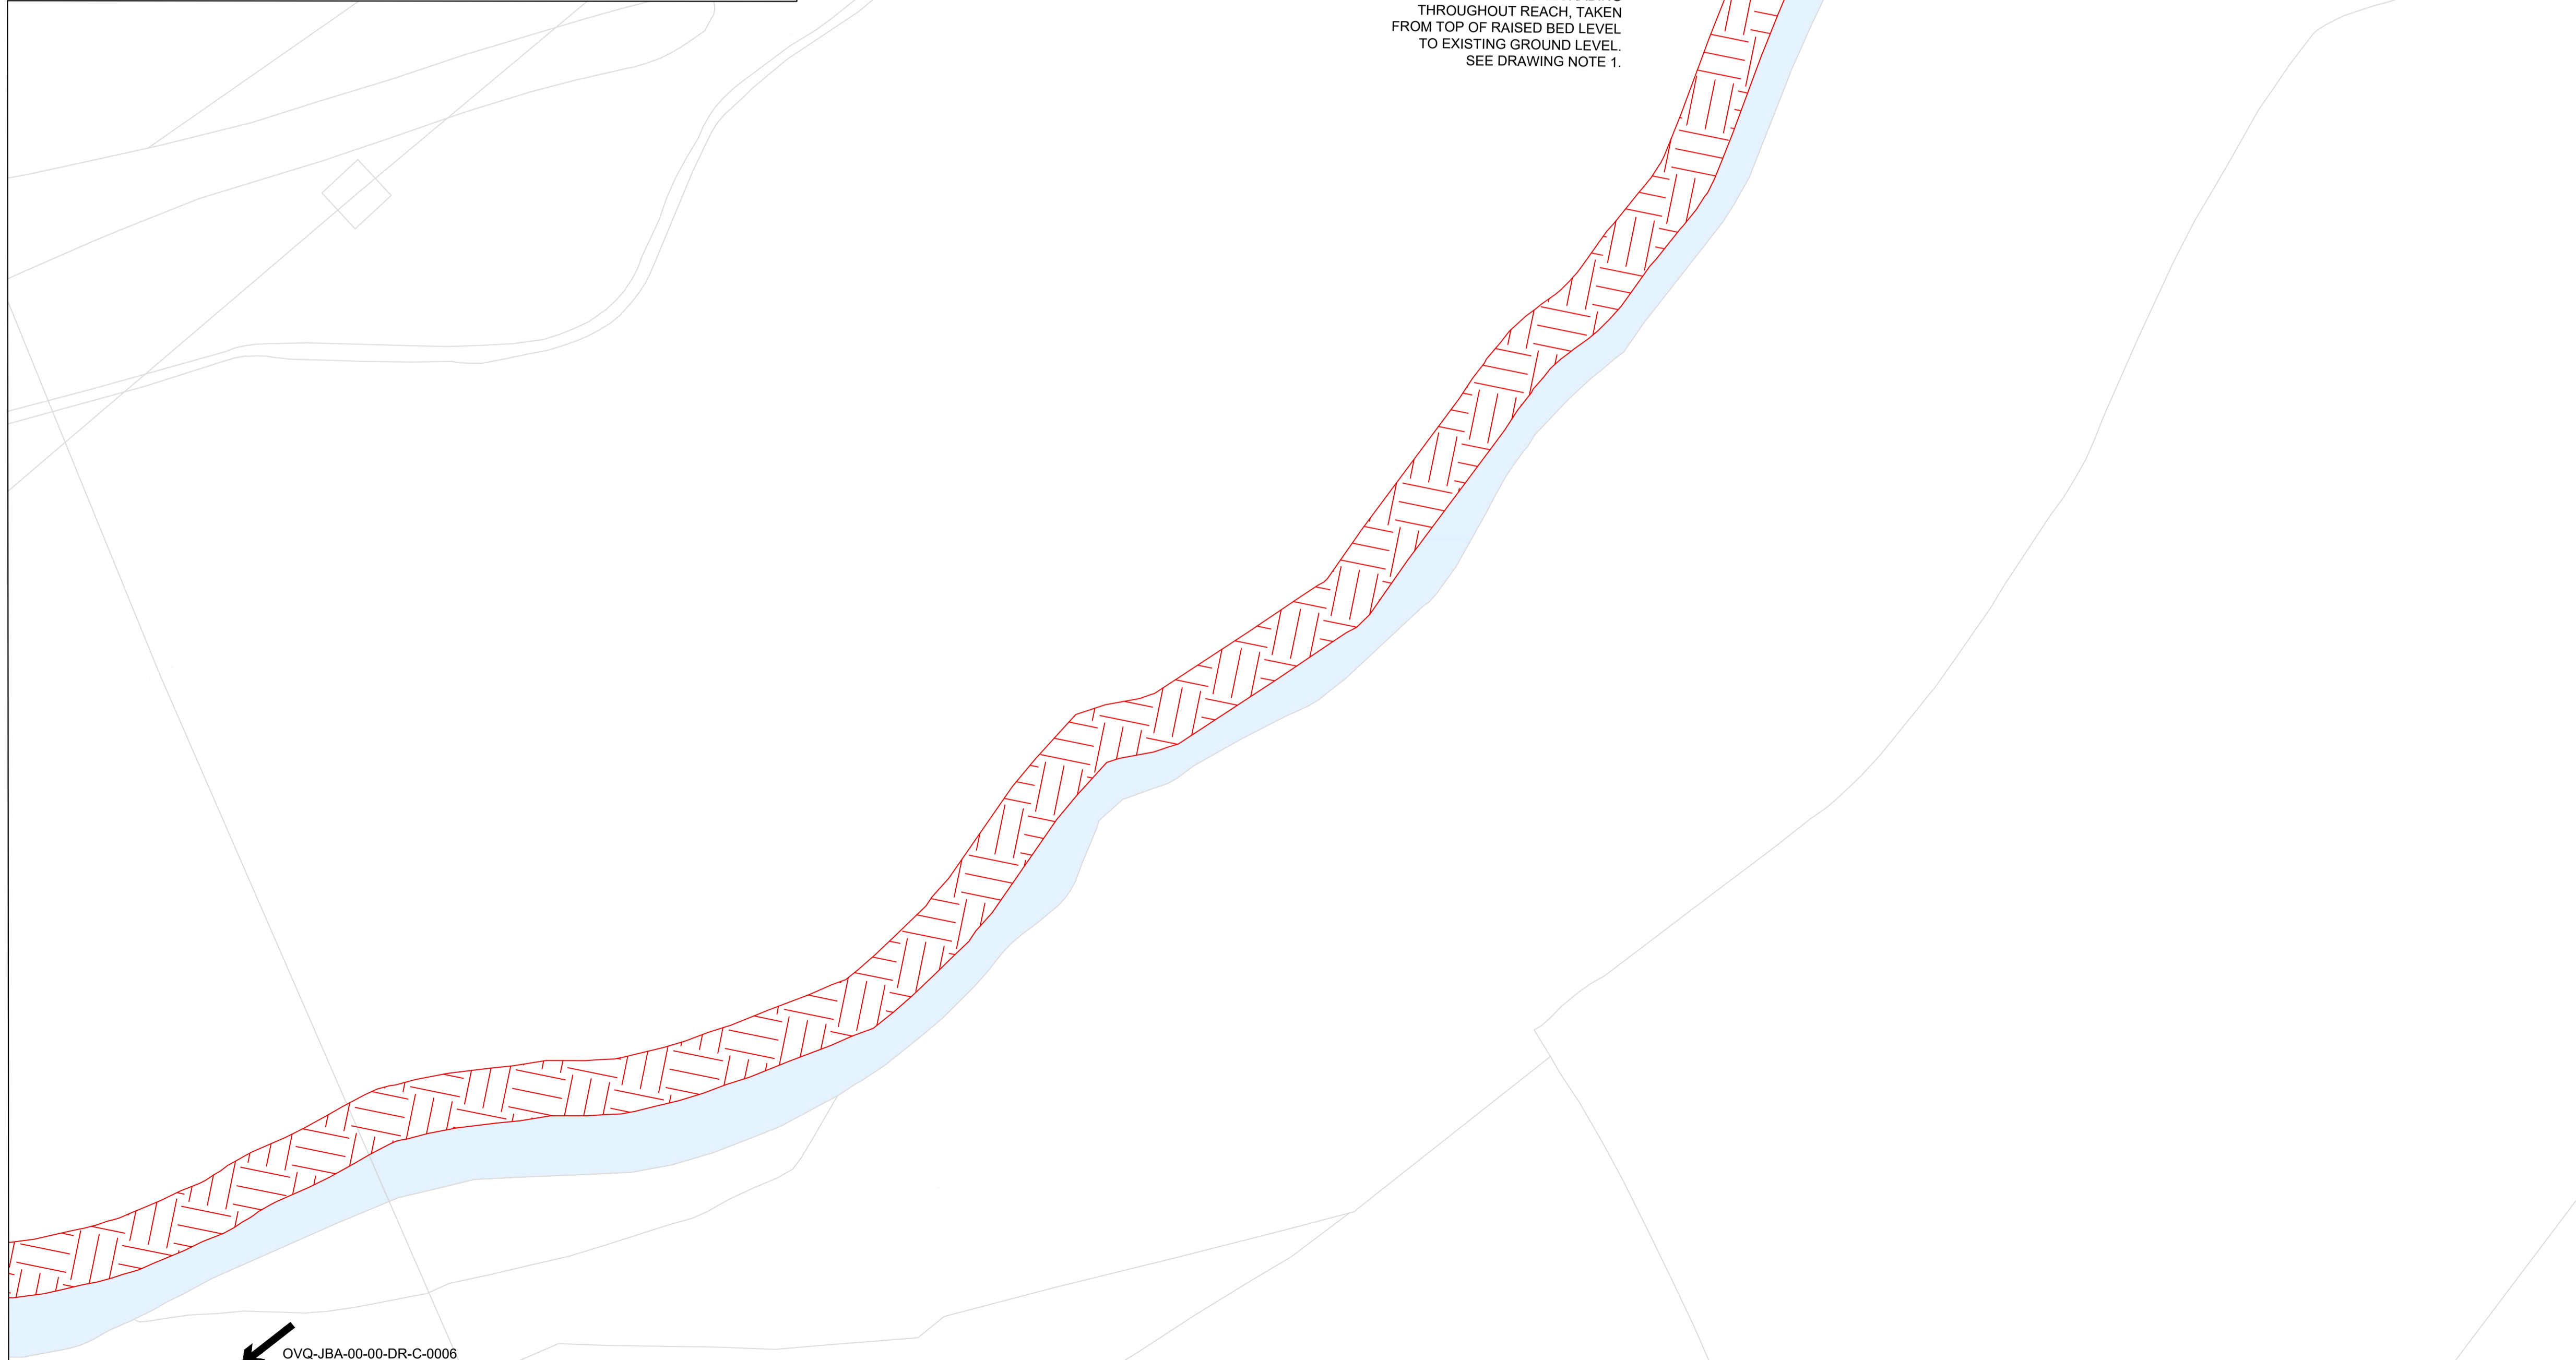 THROUGHOUT REACH, TAKEN
FROM TOP OF RAISED BED LEVEL
TO EXISTING GROUND LEVEL.
SEE DRAWING NOTE 1.
OVQ-JBA-00-00-DR-C-0006